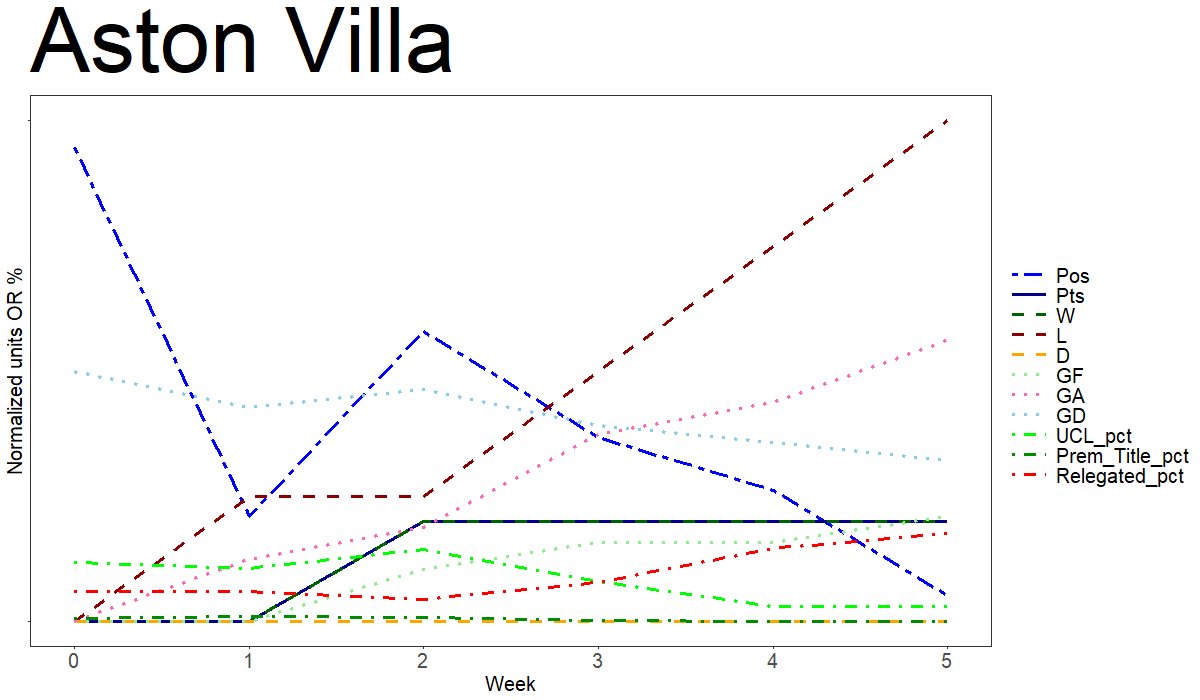 Aston Villa
Normalized units OR %
0 1 2 3 4 5
Week
Pos
Pts
W
L
D
GF
GA
GD
UCL_pct
Prem_Title_pct
Relegated_pct